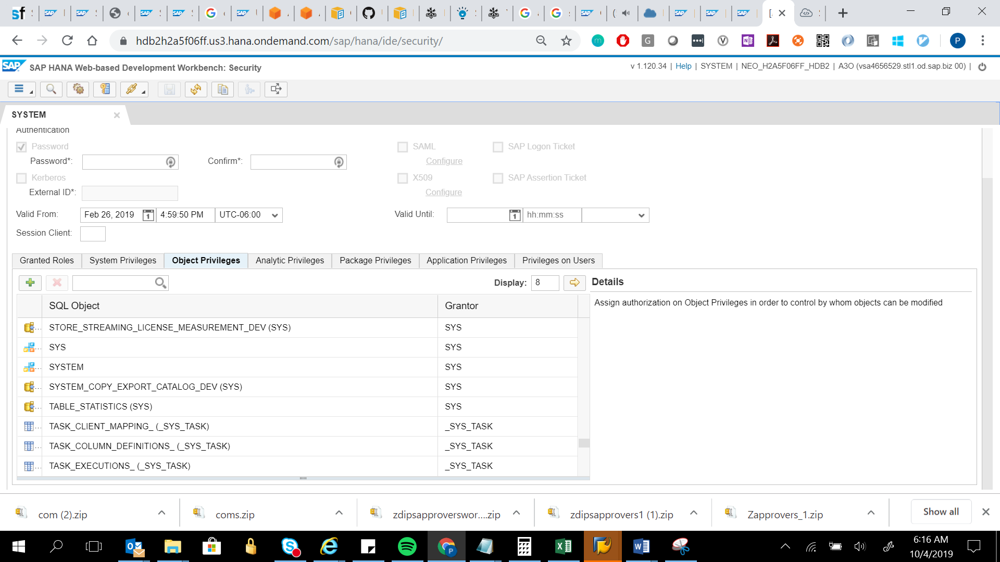 hdb2h2a5f06ff.us3.hana.ondemand.com/sap/hana/ide/security/
SAP HANA Web-based Development Workbench: Security
v 1.120.34 | Help | SYSTEM | NEO_H2A5F06FF_HDB2 | A3O (vsa4656529.stl1.od.sap.biz 00) |
SYSTEM
Authentication
Password
SAML
SAP Logon Ticket
Password*:
Confirm*:
Configure
Kerberos
X509
SAP Assertion Ticket
External ID*:
Configure
Valid From: Feb 26, 2019 4:59:50 PM UTC-06:00
Valid Until: hh:mm:ss
Session Client:
Granted Roles System Privileges Object Privileges Analytic Privileges Package Privileges Application Privileges Privileges on Users
Display: 8
Details
SQL Object Grantor
Assign authorization on Object Privileges in order to control by whom objects can be modified
STORE_STREAMING_LICENSE_MEASUREMENT_DEV (SYS) SYS
SYS SYS
SYSTEM SYS
SYSTEM_COPY_EXPORT_CATALOG_DEV (SYS) SYS
TABLE_STATISTICS (SYS) SYS
TASK_CLIENT_MAPPING_ (_SYS_TASK) _SYS_TASK
TASK_COLUMN_DEFINITIONS_ (_SYS_TASK) _SYS_TASK
TASK_EXECUTIONS_ (_SYS_TASK) _SYS_TASK
com (2).zip
coms.zip
zdipsapproverswor....zip
zdipsapprovers1 (1).zip
Zapprovers_1.zip
Show all
6:16 AM
10/4/2019